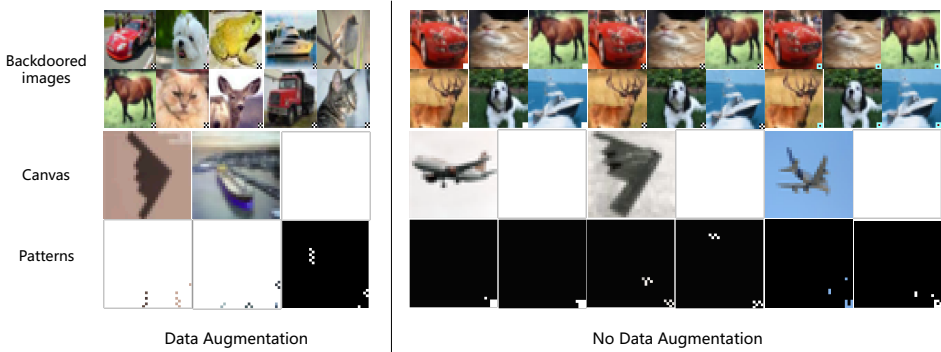 Backdoored
images
Canvas
Patterns
Data Augmentation
No Data Augmentation